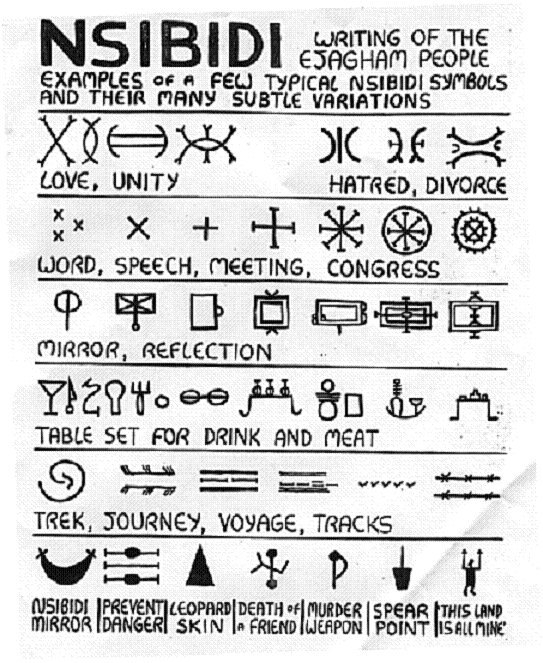 NSIBIDI
WRITING OF THE
EJAGHAM PEOPLE
EXAMPLES OF A FEW TYPICAL NSIBIDI SYMBOLS
AND THEIR MANY SUBTLE VARIATIONS
LOVE, UNITY
HATRED, DIVORCE
WORD, SPEECH, MEETING, CONGRESS
MIRROR, REFLECTION
TABLE SET FOR DRINK AND MEAT
TREK, JOURNEY, VOYAGE, TRACKS
NSIBIDI MIRROR
PREVENT DANGER
LEOPARD SKIN
DEATH OF A FRIEND
MURDER WEAPON
SPEAR POINT
"THIS LAND IS ALL MINE"